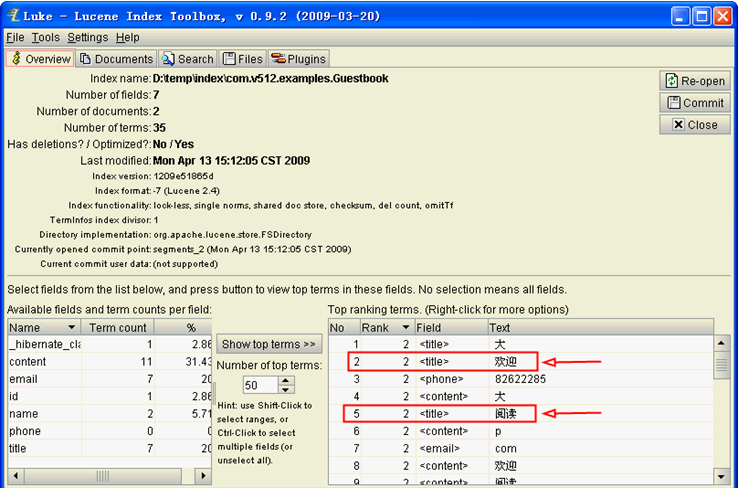 Luke - Lucene Index Toolbox, v 0.9.2 (2009-03-20)
File Tools Settings Help
Overview Documents Search Files Plugins
Index name: D:\temp\index\com.v512.examples.Guestbook
Number of fields: 7
Number of documents: 2
Number of terms: 35
Has deletions? / Optimized?: No / Yes
Last modified: Mon Apr 13 15:12:05 CST 2009
Index version: 1209e51865d
Index format: -7 (Lucene 2.4)
Index functionality: lock-less, single norms, shared doc store, checksum, del count, omitTf
TermInfos index divisor: 1
Directory implementation: org.apache.lucene.store.FSDirectory
Currently opened commit point: segments_2 (Mon Apr 13 15:12:05 CST 2009)
Current commit user data: (not supported)
Re-open
Commit
Close
Select fields from the list below, and press button to view top terms in these fields. No selection means all fields.
Available fields and term counts per field:
Name Term count %
_hibernate_cla 1 2.86
content 11 31.43
email 7 20
id 1 2.86
name 2 5.71
phone 0 0
title 7 20
Show top terms >>
Number of top terms:
50
Hint: use Shift-Click to
select ranges, or
Ctrl-Click to select
multiple fields (or
unselect all).
Top ranking terms. (Right-click for more options)
No Rank Field Text
1 2 <title> 大
2 2 <title> 欢迎
3 2 <phone> 82622285
4 2 <content> 大
5 2 <title> 阅读
6 2 <content> p
7 2 <email> com
8 2 <content> 欢迎
9 2 <content> 阅读